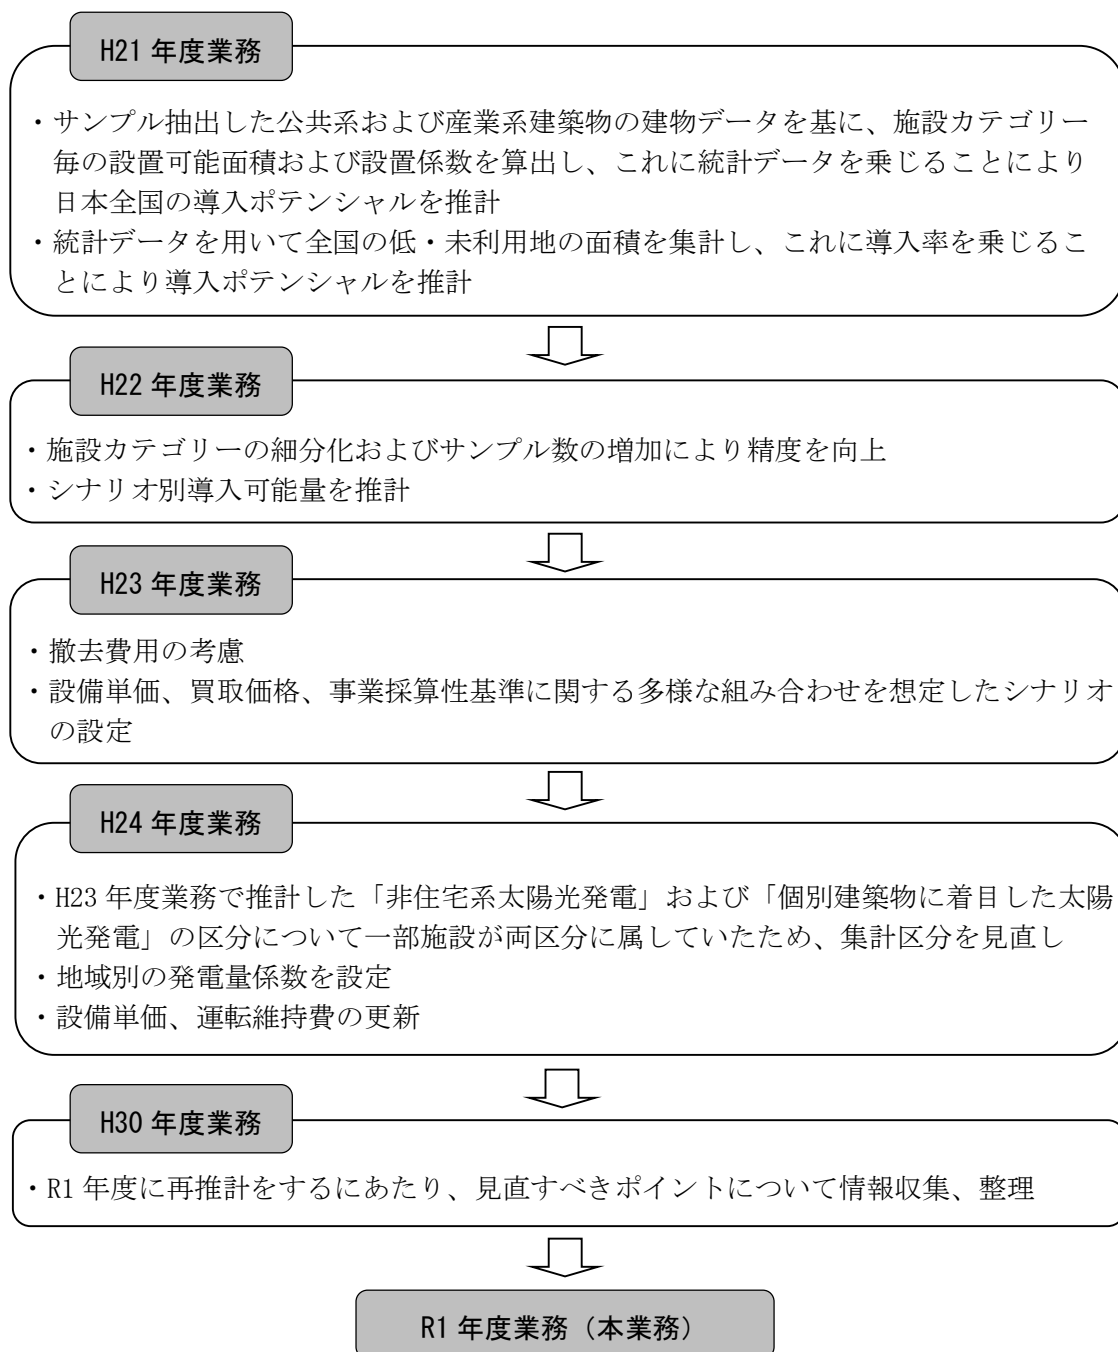 H21 年度業務
・サンプル抽出した公共系および産業系建築物の建物データを基に、施設カテゴリー
毎の設置可能面積および設置係数を算出し、これに統計データを乗じることにより
日本全国の導入ポテンシャルを推計
・統計データを用いて全国の低・未利用地の面積を集計し、これに導入率を乗じるこ
とにより導入ポテンシャルを推計
H22 年度業務
・施設カテゴリーの細分化およびサンプル数の増加により精度を向上
・シナリオ別導入可能量を推計
H23 年度業務
・撤去費用の考慮
・設備単価、買取価格、事業採算性基準に関する多様な組み合わせを想定したシナリオ
の設定
H24 年度業務
・H23 年度業務で推計した「非住宅系太陽光発電」および「個別建築物に着目した太陽
光発電」の区分について一部施設が両区分に属していたため、集計区分を見直し
・地域別の発電量係数を設定
・設備単価、運転維持費の更新
H30 年度業務
・R1 年度に再推計をするにあたり、見直すべきポイントについて情報収集、整理
R1 年度業務（本業務）